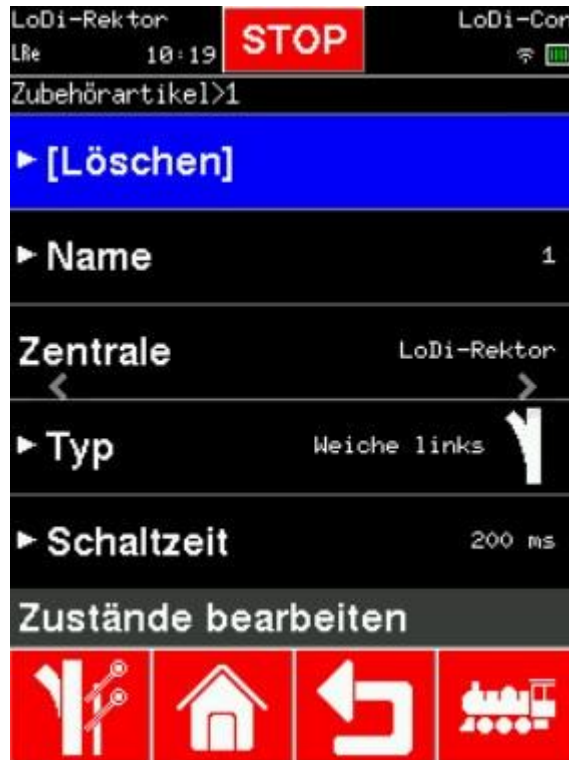 LoDi-Rektor
LRe 10:19
STOP
LoDi-Con
Zubehörartikel>1
► [Löschen]
► Name 1
Zentrale LoDi-Rektor
< >
► Typ Weiche links
► Schaltzeit 200 ms
Zustände bearbeiten